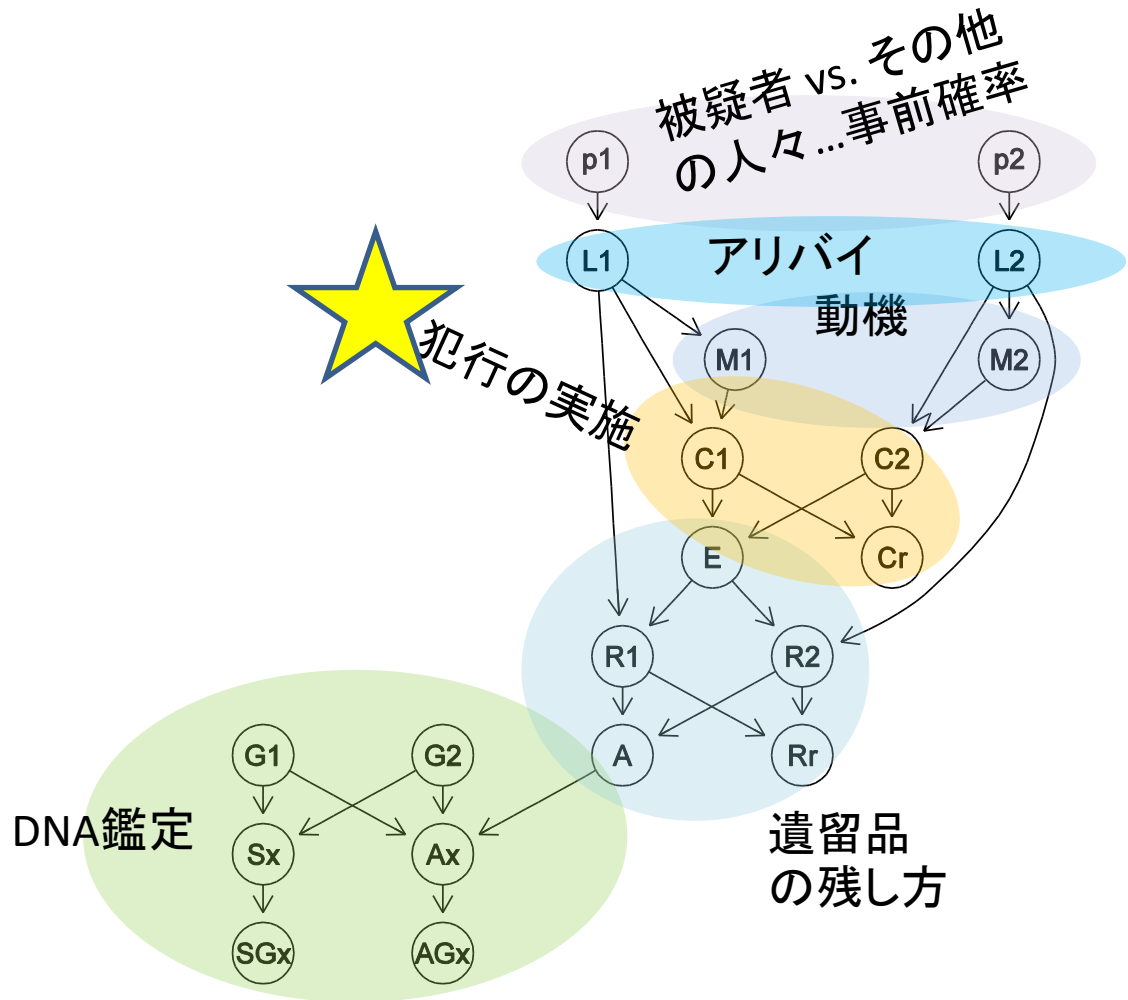 被疑者 vs. その他
の人々...事前確率
p1
p2
L1
アリバイ
L2
動機
犯行の実施
M1
M2
C1
C2
E
Cr
R1
R2
G1
G2
A
Rr
DNA鑑定
Sx
Ax
遺留品
の残し方
SGx
AGx